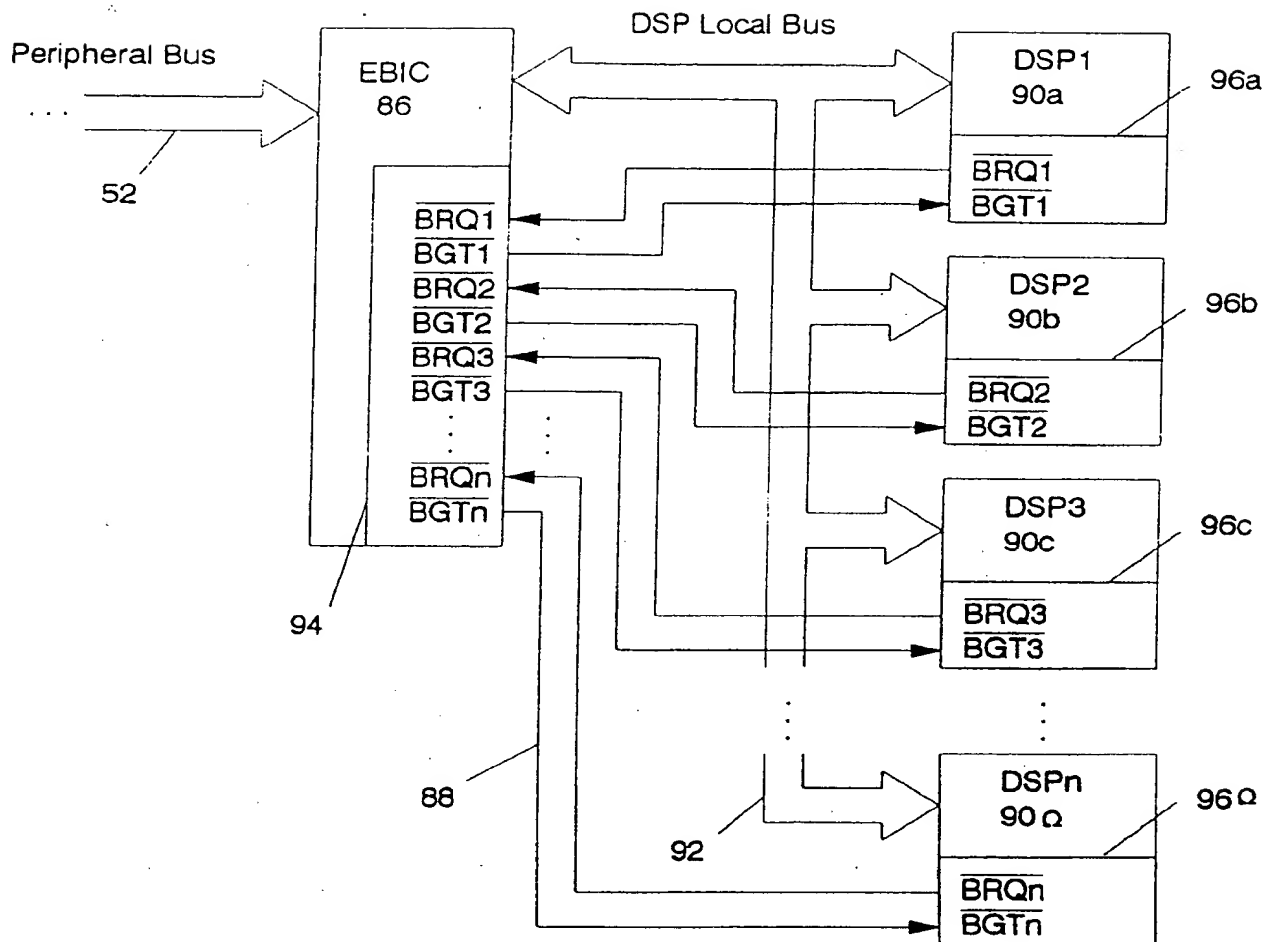 DSP Local Bus
Peripheral Bus
. . .
52
EBIC
86
BRQ1
BGT1
BRQ2
BGT2
BRQ3
BGT3
BRQn
BGTn
94
88
92
DSP1
90a
96a
BRQ1
BGT1
DSP2
90b
96b
BRQ2
BGT2
DSP3
90c
96c
BRQ3
BGT3
DSPn
90Ω
96Ω
BRQn
BGTn